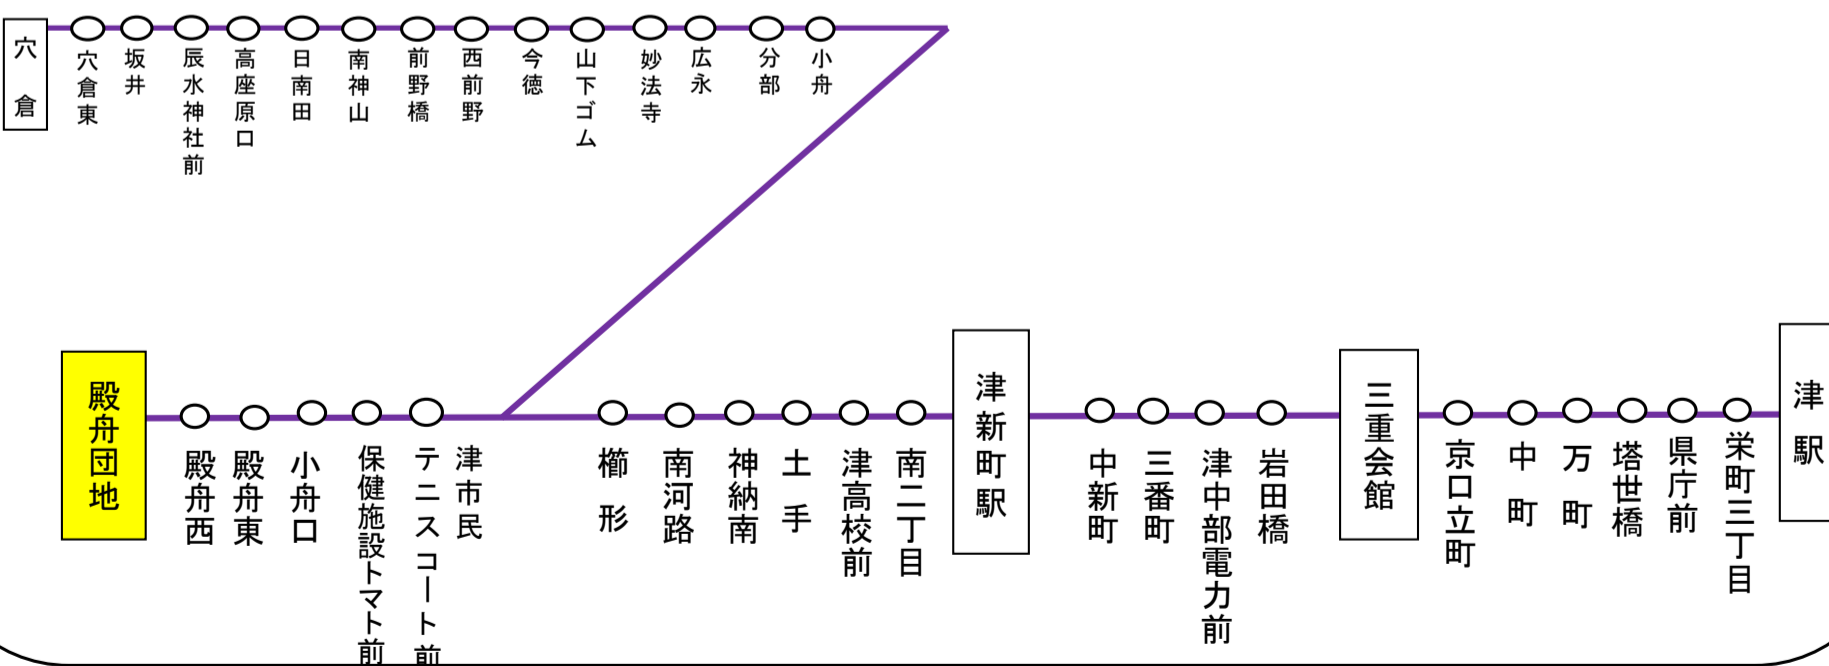 穴倉
穴倉東
坂井
辰水神社前
高座原口
日南田
南神山
前野橋
西前野
今徳
山下ゴム
妙法寺
広永
分部
小舟
殿舟団地
殿舟西
殿舟東
小舟口
保健施設トマト前
津市民
テニスコート前
櫛形
南河路
神納南
土手
津高校前
南二丁目
津新町駅
中新町
三番町
津中部電力前
岩田橋
三重会館
京口立町
中町
万町
塔世橋
県庁前
栄町三丁目
津駅